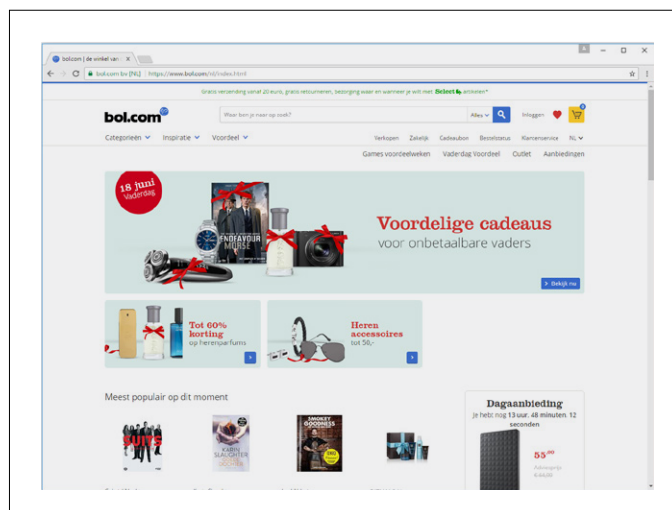 bol.com | de winkel van
bol.com bv [NL] https://www.bol.com/nl/index.html
Gratis verzending vanaf 20 euro, gratis retourneren, bezorging waar en wanneer je wilt met Select artikelen*
bol.com
Waar ben je naar op zoek?
Alles
Inloggen
Categorieën Inspiratie Voordeel
Verkopen Zakelijk Cadeaubon Bestelstatus Klantenservice NL
Games voordeelweken Vaderdag Voordeel Outlet Aanbiedingen
18 juni
Vaderdag
ENDEAVOUR
MORSE
Voordelige cadeaus
voor onbetaalbare vaders
Bekijk nu
Tot 60%
korting
op herenparfums
Heren
accessoires
tot 50,-
Meest populair op dit moment
SUITS
KARIN
SLAUGHTER
SMOKEY
GOODNESS
Dagaanbieding
Je hebt nog 13 uur, 48 minuten, 12
seconden
55,00
Adviesprijs